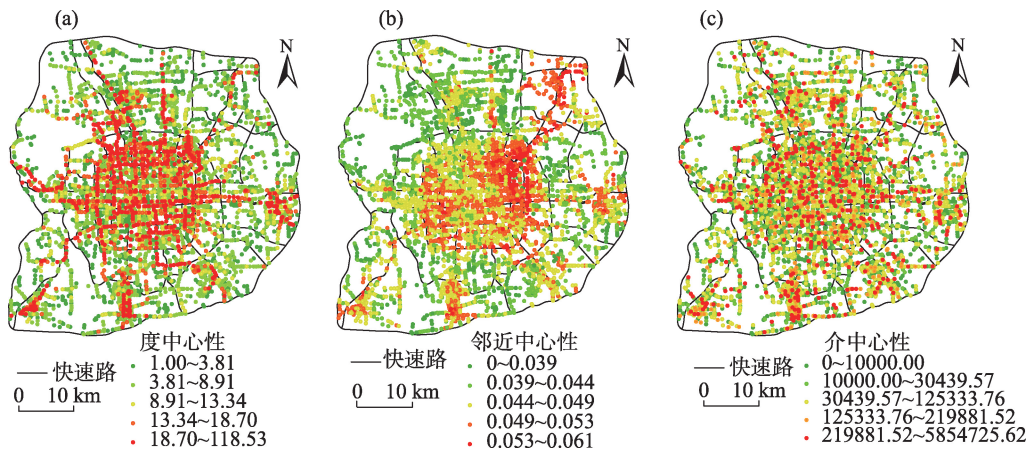 (a)
N
度中心性
快速路
1.00~3.81
3.81~8.91
8.91~13.34
13.34~18.70
18.70~118.53
0 10 km
(b)
N
邻近中心性
快速路
0~0.039
0.039~0.044
0.044~0.049
0.049~0.053
0.053~0.061
0 10 km
(c)
N
介中心性
快速路
0~10000.00
10000.00~30439.57
30439.57~125333.76
125333.76~219881.52
219881.52~5854725.62
0 10 km